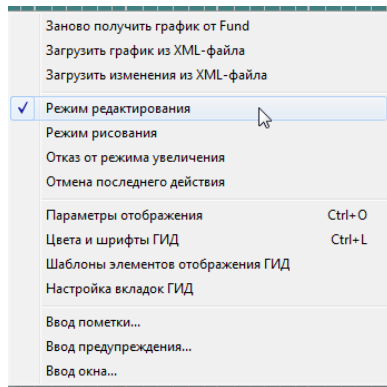 Заново получить график от Fund
Загрузить график из XML-файла
Загрузить изменения из XML-файла
Режим редактирования
Режим рисования
Отказ от режима увеличения
Отмена последнего действия
Параметры отображения Ctrl+O
Цвета и шрифты ГИД Ctrl+L
Шаблоны элементов отображения ГИД
Настройка вкладок ГИД
Ввод пометки...
Ввод предупреждения...
Ввод окна...